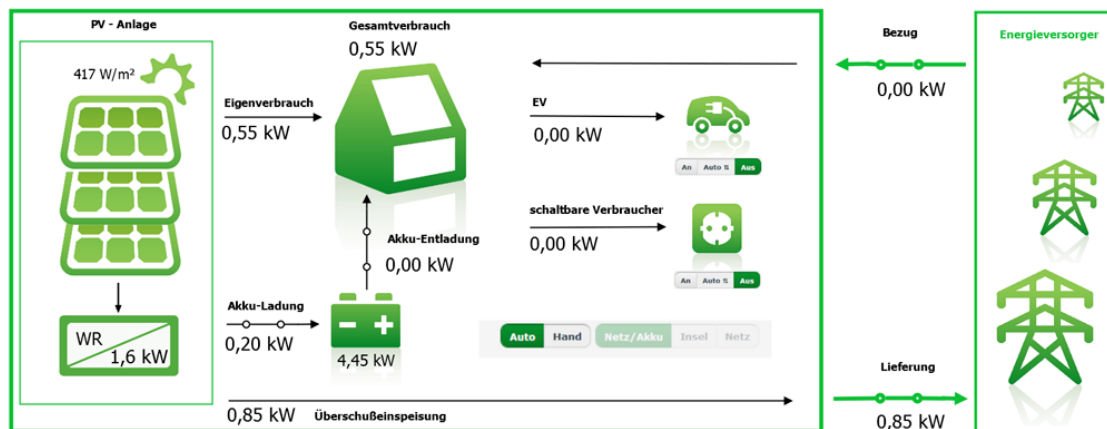 PV - Anlage
417 W/m²
WR
1,6 kW
Eigenverbrauch
0,55 kW
Gesamtverbrauch
0,55 kW
Akku-Entladung
0,00 kW
Akku-Ladung
0,20 kW
4,45 kW
0,85 kW Überschußeinspeisung
EV
0,00 kW
An Auto ⇅ Aus
schaltbare Verbraucher
0,00 kW
An Auto ⇅ Aus
Auto Hand Netz/Akku Insel Netz
Bezug
0,00 kW
Lieferung
0,85 kW
Energieversorger